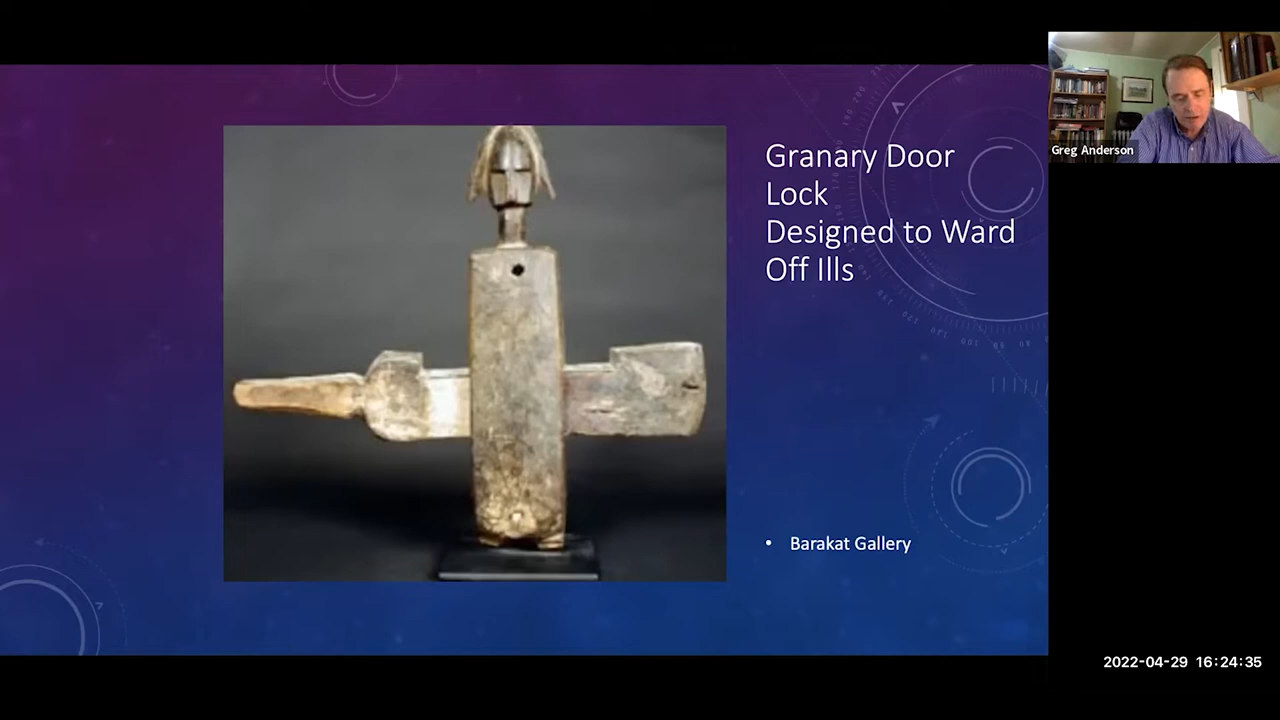 Granary Door
Lock
Designed to Ward
Off Ills
• Barakat Gallery
Greg Anderson
2022-04-29 16:24:35